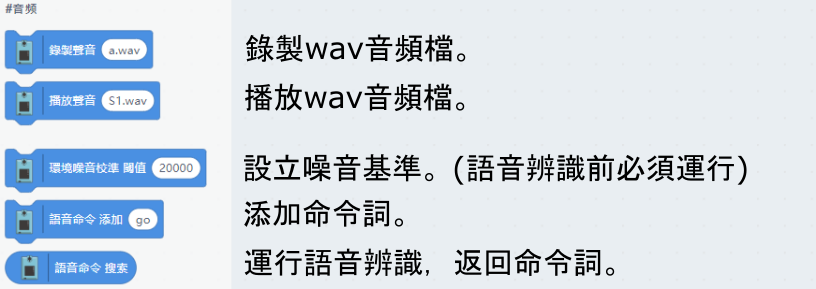 #音頻
錄製聲音 a.wav 錄製wav音頻檔。
播放聲音 S1.wav 播放wav音頻檔。
環境噪音校準 閾值 20000 設立噪音基準。(語音辨識前必須運行)
語音命令 添加 go 添加命令詞。
語音命令 搜索 運行語音辨識，返回命令詞。